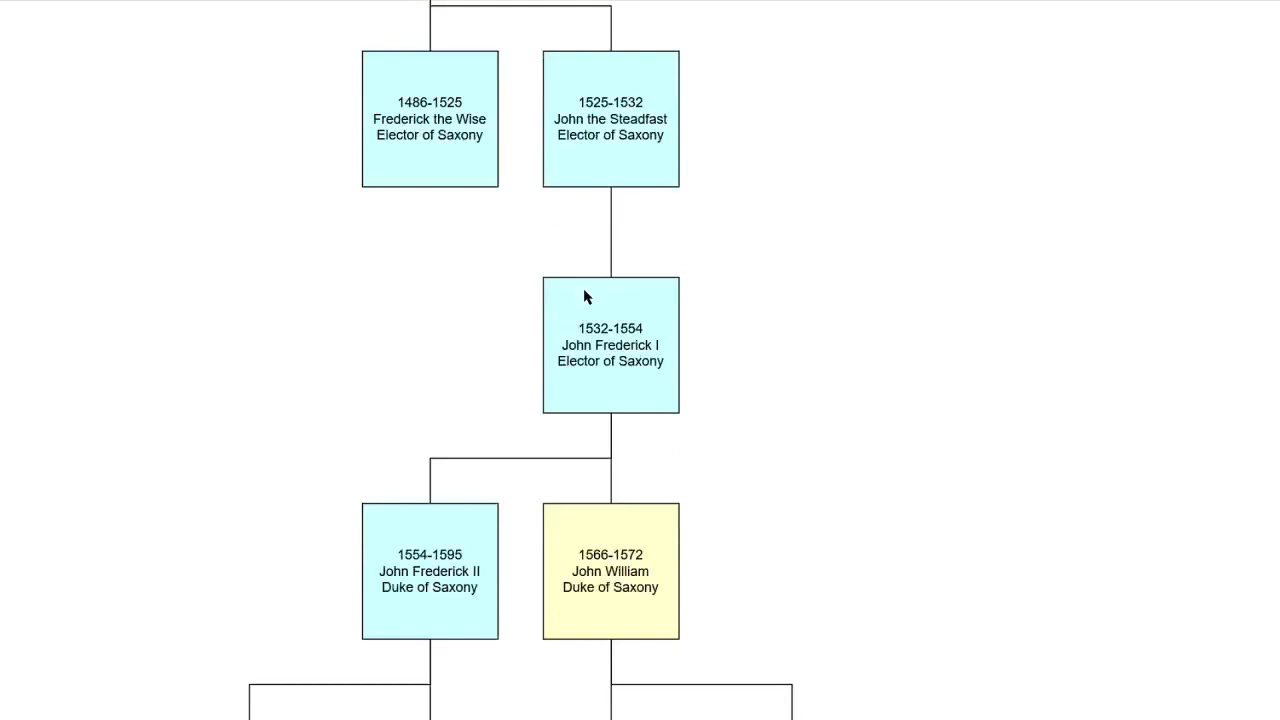 1486-1525
Frederick the Wise
Elector of Saxony
1525-1532
John the Steadfast
Elector of Saxony
1532-1554
John Frederick I
Elector of Saxony
1554-1595
John Frederick II
Duke of Saxony
1566-1572
John William
Duke of Saxony